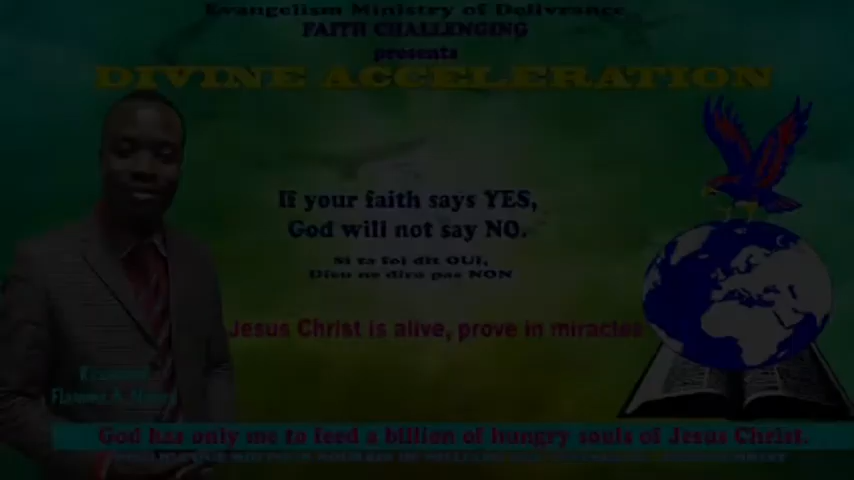 Evangelism Ministry of Deliverance
FAITH CHALLENGING
presents
DIVINE ACCELERATION
If your faith says YES,
God will not say NO.
Si ta foi dit OUI,
Dieu ne dira pas NON
Jesus Christ is alive, prove in miracles
God has only me to feed a billion of hungry souls of Jesus Christ.